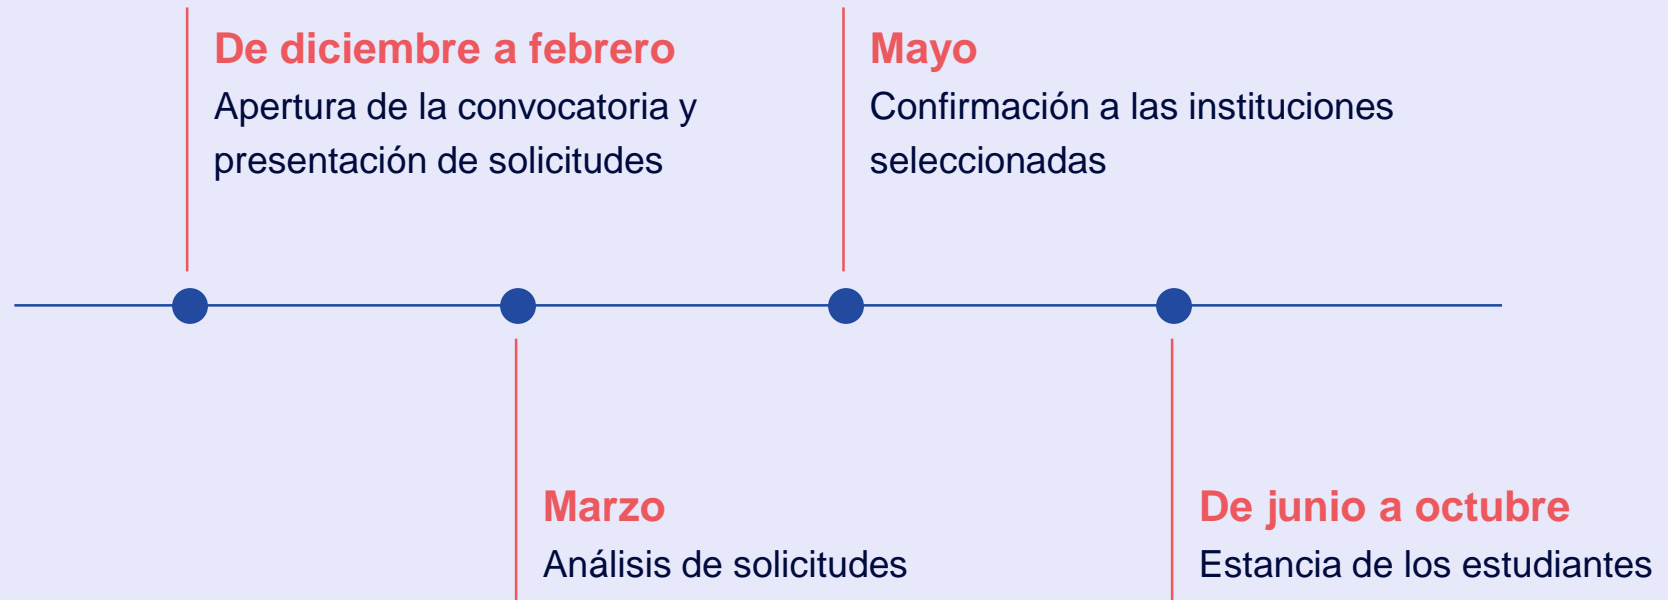 De diciembre a febrero
Apertura de la convocatoria y
presentación de solicitudes
Mayo
Confirmación a las instituciones
seleccionadas
Marzo
Análisis de solicitudes
De junio a octubre
Estancia de los estudiantes